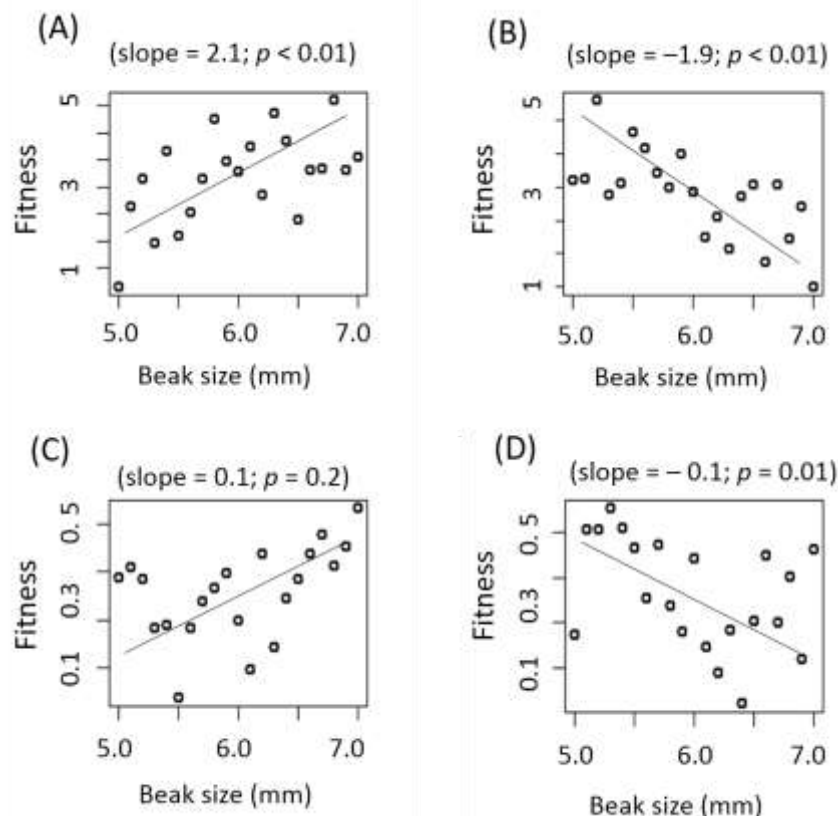 (A)
(slope = 2.1; p < 0.01)
5
3
1
Fitness
5.0 6.0 7.0
Beak size (mm)
(B)
(slope = –1.9; p < 0.01)
5
3
1
Fitness
5.0 6.0 7.0
Beak size (mm)
(C)
(slope = 0.1; p = 0.2)
0.5
0.3
0.1
Fitness
5.0 6.0 7.0
Beak size (mm)
(D)
(slope = – 0.1; p = 0.01)
0.5
0.3
0.1
Fitness
5.0 6.0 7.0
Beak size (mm)